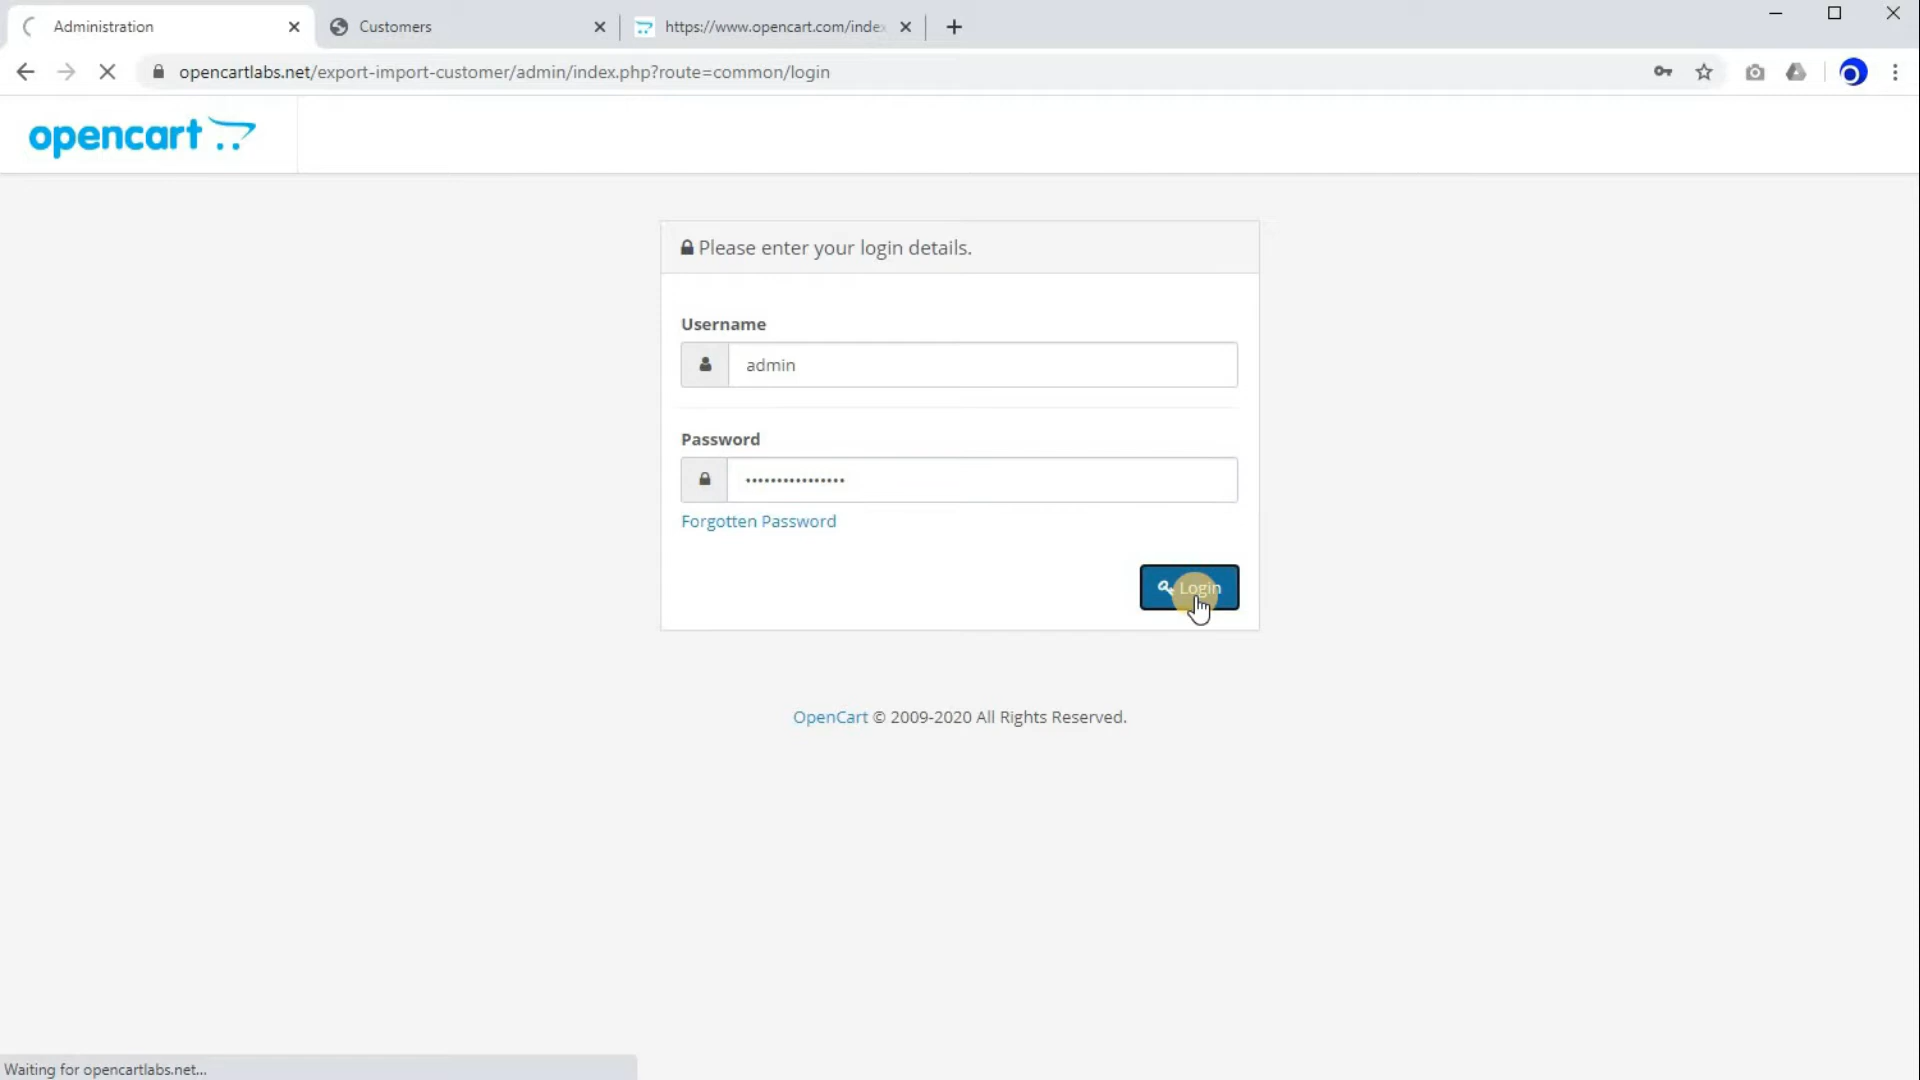 Administration
Customers
https://www.opencart.com/inde
opencartlabs.net/export-import-customer/admin/index.php?route=common/login
opencart
Please enter your login details.
Username
admin
Password
••••••••••••••••
Forgotten Password
Login
OpenCart © 2009-2020 All Rights Reserved.
Waiting for opencartlabs.net...